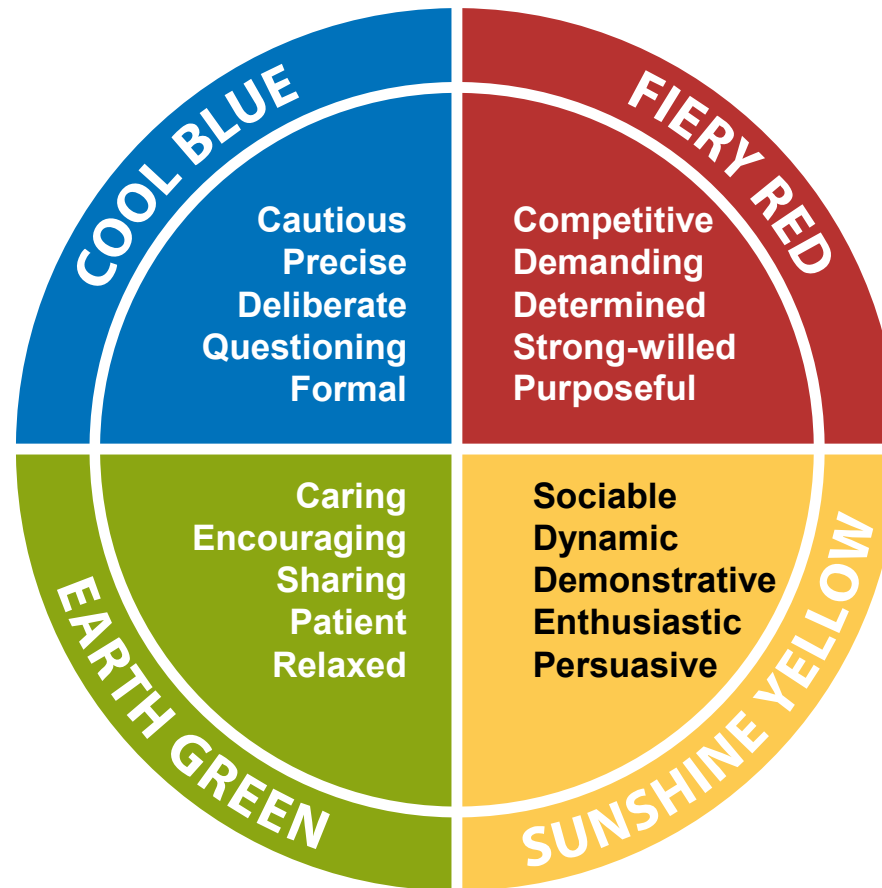 COOL BLUE
Cautious
Precise
Deliberate
Questioning
Formal
FIERY RED
Competitive
Demanding
Determined
Strong-willed
Purposeful
EARTH GREEN
Caring
Encouraging
Sharing
Patient
Relaxed
SUNSHINE YELLOW
Sociable
Dynamic
Demonstrative
Enthusiastic
Persuasive